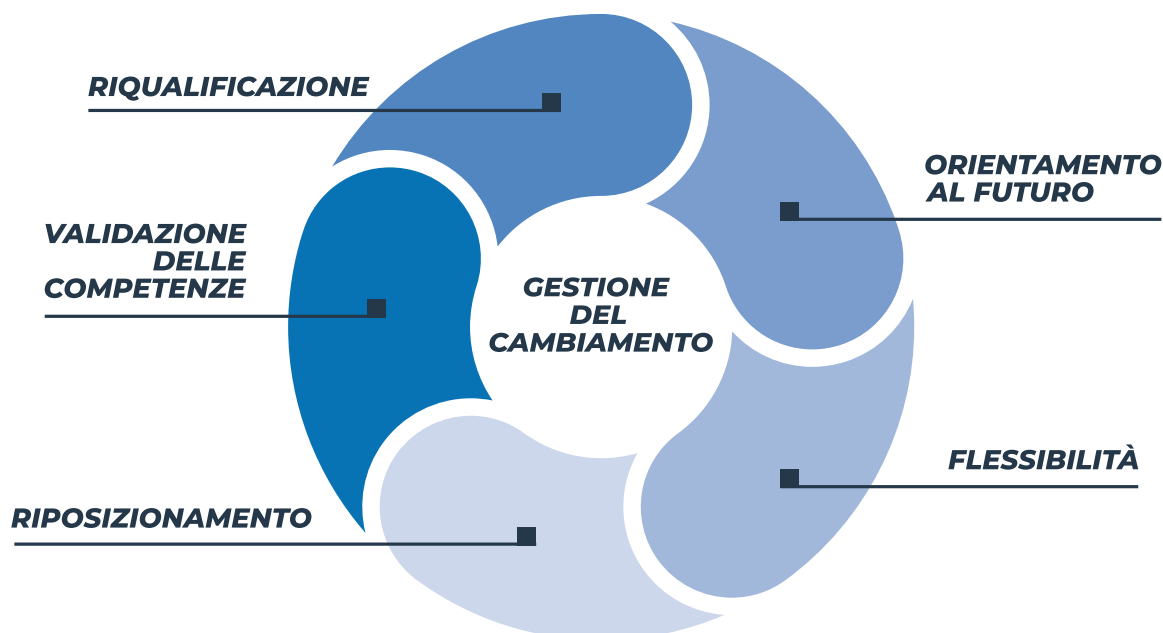 RIQUALIFICAZIONE
ORIENTAMENTO
AL FUTURO
VALIDAZIONE
DELLE
COMPETENZE
GESTIONE
DEL
CAMBIAMENTO
FLESSIBILITÀ
RIPOSIZIONAMENTO